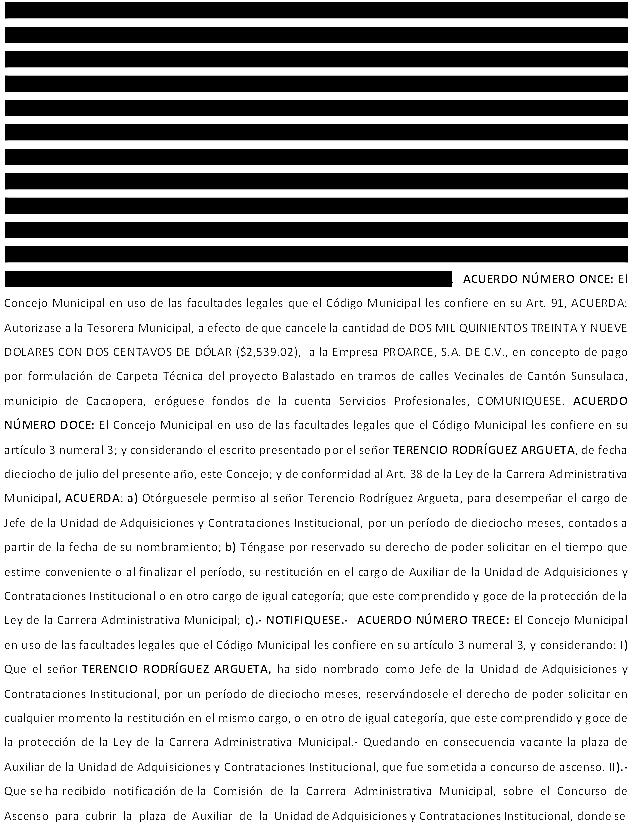 ACUERDO NÚMERO ONCE: El
Concejo Municipal en uso de las facultades legales que el Código Municipal les confiere en su Art. 91, ACUERDA:
Autorizase a la Tesorera Municipal, a efecto de que cancele la cantidad de DOS MIL QUINIENTOS TREINTA Y NUEVE
DOLARES CON DOS CENTAVOS DE DÓLAR ($2,539.02), a la Empresa PROARCE, S.A. DE C.V., en concepto de pago
por formulación de Carpeta Técnica del proyecto Balastado en tramos de calles Vecinales de Cantón Sunsulaca,
municipio de Cacaopera, eróguese fondos de la cuenta Servicios Profesionales, COMUNIQUESE. ACUERDO
NÚMERO DOCE: El Concejo Municipal en uso de las facultades legales que el Código Municipal les confiere en su
artículo 3 numeral 3; y considerando el escrito presentado por el señor TERENCIO RODRÍGUEZ ARGUETA, de fecha
dieciocho de julio del presente año, este Concejo; y de conformidad al Art. 38 de la Ley de la Carrera Administrativa
Municipal, ACUERDA: a) Otórguesele permiso al señor Terencio Rodríguez Argueta, para desempeñar el cargo de
Jefe de la Unidad de Adquisiciones y Contrataciones Institucional, por un período de dieciocho meses, contados a
partir de la fecha de su nombramiento; b) Téngase por reservado su derecho de poder solicitar en el tiempo que
estime conveniente o al finalizar el período, su restitución en el cargo de Auxiliar de la Unidad de Adquisiciones y
Contrataciones Institucional o en otro cargo de igual categoría; que este comprendido y goce de la protección de la
Ley de la Carrera Administrativa Municipal; c).- NOTIFIQUESE.- ACUERDO NÚMERO TRECE: El Concejo Municipal
en uso de las facultades legales que el Código Municipal les confiere en su artículo 3 numeral 3, y considerando: I)
Que el señor TERENCIO RODRÍGUEZ ARGUETA, ha sido nombrado como Jefe de la Unidad de Adquisiciones y
Contrataciones Institucional, por un período de dieciocho meses, reservándosele el derecho de poder solicitar en
cualquier momento la restitución en el mismo cargo, o en otro de igual categoría, que este comprendido y goce de
la protección de la Ley de la Carrera Administrativa Municipal.- Quedando en consecuencia vacante la plaza de
Auxiliar de la Unidad de Adquisiciones y Contrataciones Institucional, que fue sometida a concurso de ascenso. II).-
Que se ha recibido notificación de la Comisión de la Carrera Administrativa Municipal, sobre el Concurso de
Ascenso para cubrir la plaza de Auxiliar de la Unidad de Adquisiciones y Contrataciones Institucional, donde se